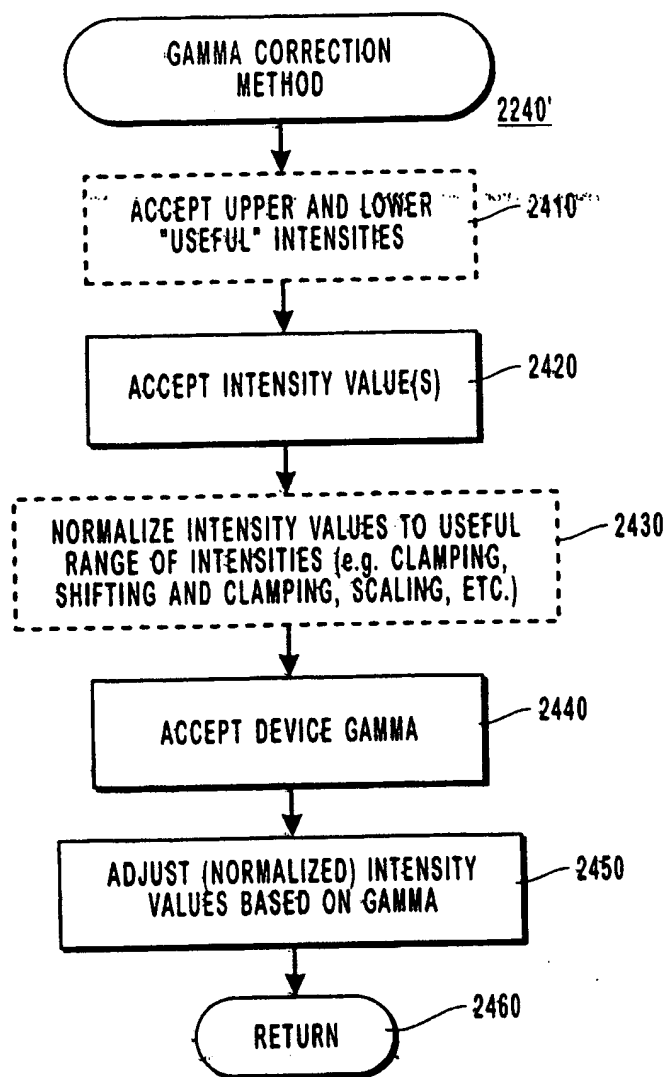 GAMMA CORRECTION
METHOD
2240'
ACCEPT UPPER AND LOWER
"USEFUL" INTENSITIES
2410
ACCEPT INTENSITY VALUE(S)
2420
NORMALIZE INTENSITY VALUES TO USEFUL
RANGE OF INTENSITIES (e.g. CLAMPING,
SHIFTING AND CLAMPING, SCALING, ETC.)
2430
ACCEPT DEVICE GAMMA
2440
ADJUST (NORMALIZED) INTENSITY
VALUES BASED ON GAMMA
2450
RETURN
2460